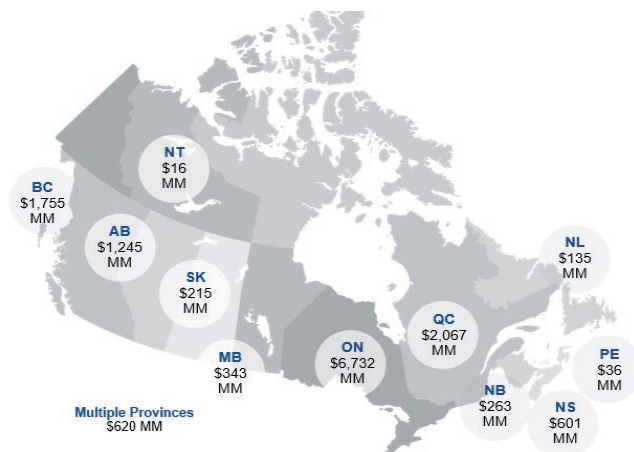 NT
$16
MM
BC
$1,755
MM
AB
$1,245
MM
SK
$215
MM
MB
$343
MM
ON
$6,732
MM
QC
$2,067
MM
NL
$135
MM
PE
$36
MM
NB
$263
MM
NS
$601
MM
Multiple Provinces
$620 MM